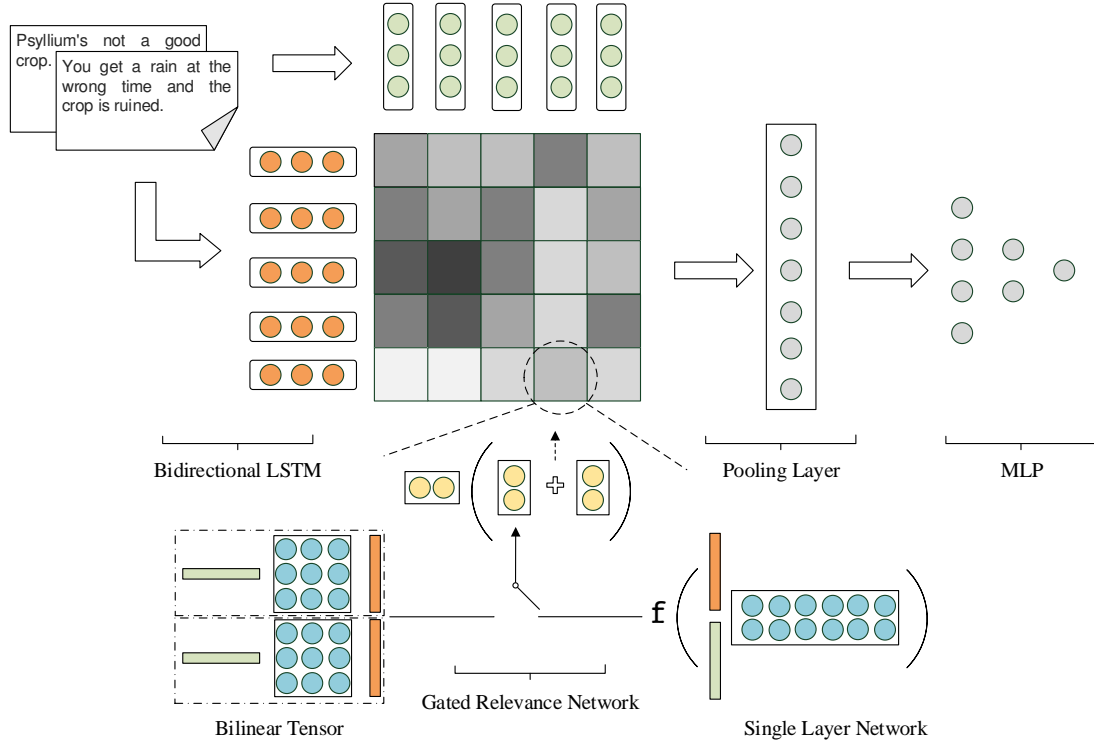 Psyllium's not a good
crop.
You get a rain at the
wrong time and the
crop is ruined.
Bidirectional LSTM
Pooling Layer
MLP
f
Gated Relevance Network
Bilinear Tensor
Single Layer Network